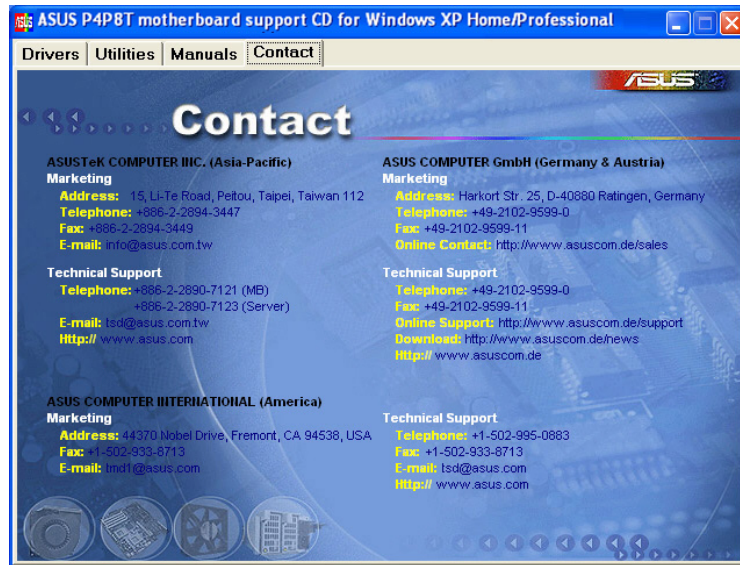 ASUS P4P8T motherboard support CD for Windows XP Home/Professional
Drivers Utilities Manuals Contact
ASUS
Contact
ASUSTeK COMPUTER INC. (Asia-Pacific)
Marketing
Address: 15, Li-Te Road, Peitou, Taipei, Taiwan 112
Telephone: +886-2-2894-3447
Fax: +886-2-2894-3449
E-mail: info@asus.com.tw
Technical Support
Telephone: +886-2-2890-7121 (MB)
+886-2-2890-7123 (Server)
E-mail: tsd@asus.com.tw
Http:// www.asus.com
ASUS COMPUTER GmbH (Germany & Austria)
Marketing
Address: Harkort Str. 25, D-40880 Ratingen, Germany
Telephone: +49-2102-9599-0
Fax: +49-2102-9599-11
Online Contact: http://www.asuscom.de/sales
Technical Support
Telephone: +49-2102-9599-0
Fax: +49-2102-9599-11
Online Support: http://www.asuscom.de/support
Download: http://www.asuscom.de/news
Http:// www.asuscom.de
ASUS COMPUTER INTERNATIONAL (America)
Marketing
Address: 44370 Nobel Drive, Fremont, CA 94538, USA
Fax: +1-502-933-8713
E-mail: tmd1@asus.com
Technical Support
Telephone: +1-502-995-0883
Fax: +1-502-933-8713
E-mail: tsd@asus.com
Http:// www.asus.com